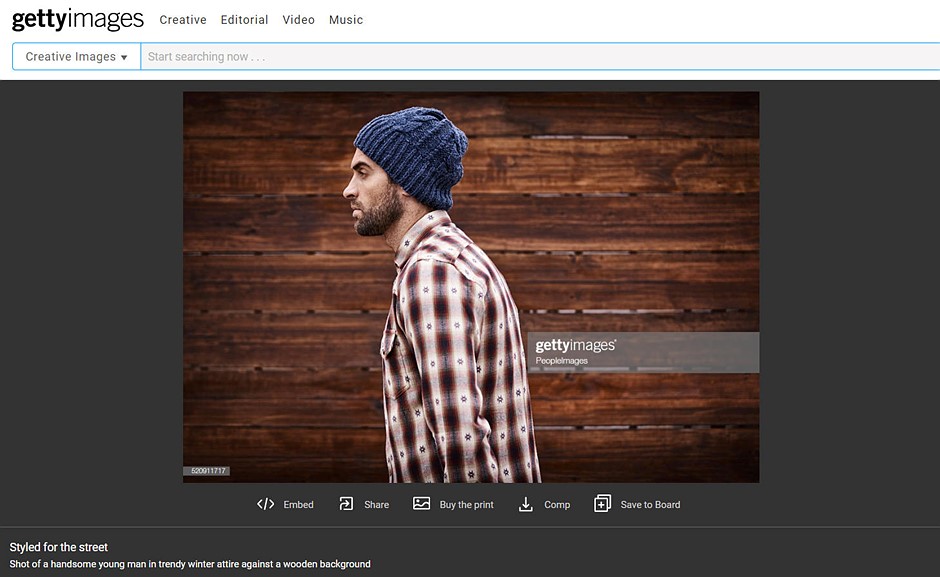 gettyimages Creative Editorial Video Music
Creative Images ▼ Start searching now . . .
gettyimages®
PeopleImages
520911717
Embed Share Buy the print Comp Save to Board
Styled for the street
Shot of a handsome young man in trendy winter attire against a wooden background